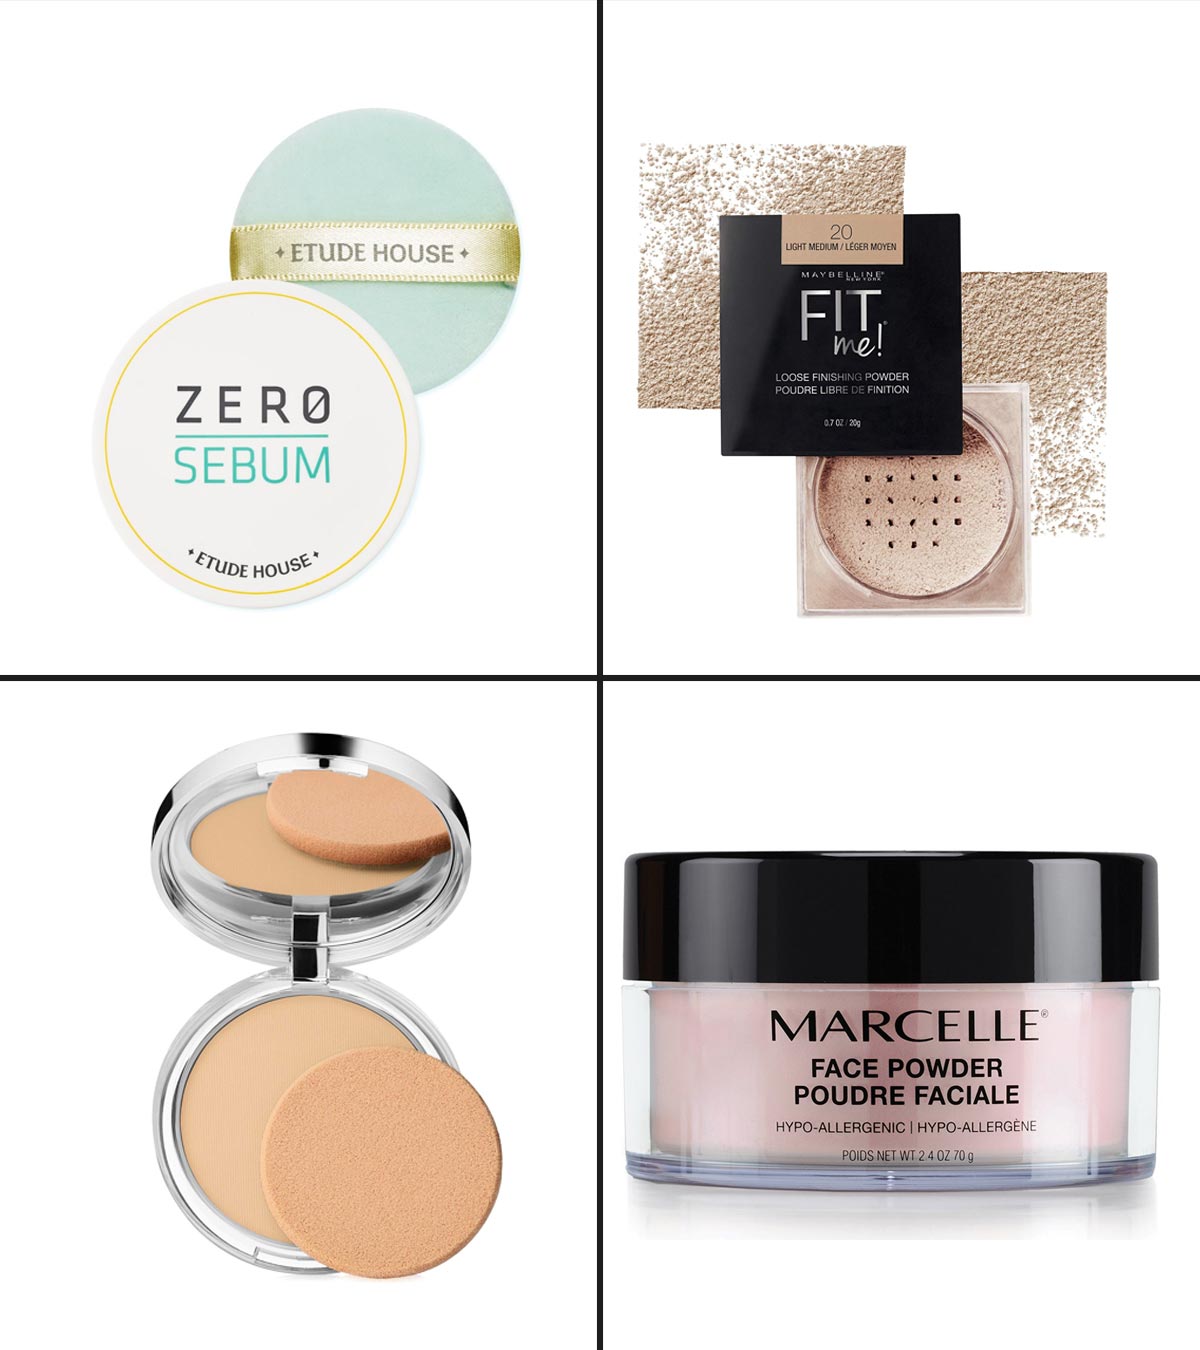 ✦ ETUDE HOUSE ✦
ZERØ
SEBUM
✦ ETUDE HOUSE ✦
20
LIGHT MEDIUM / LÉGER MOYEN
MAYBELLINE®
NEW YORK
FIT
me!®
LOOSE FINISHING POWDER
POUDRE LIBRE DE FINITION
0.7 OZ / 20g
MARCELLE®
FACE POWDER
POUDRE FACIALE
HYPO-ALLERGENIC | HYPO-ALLERGÈNE
POIDS NET WT 2.4 OZ 70 g